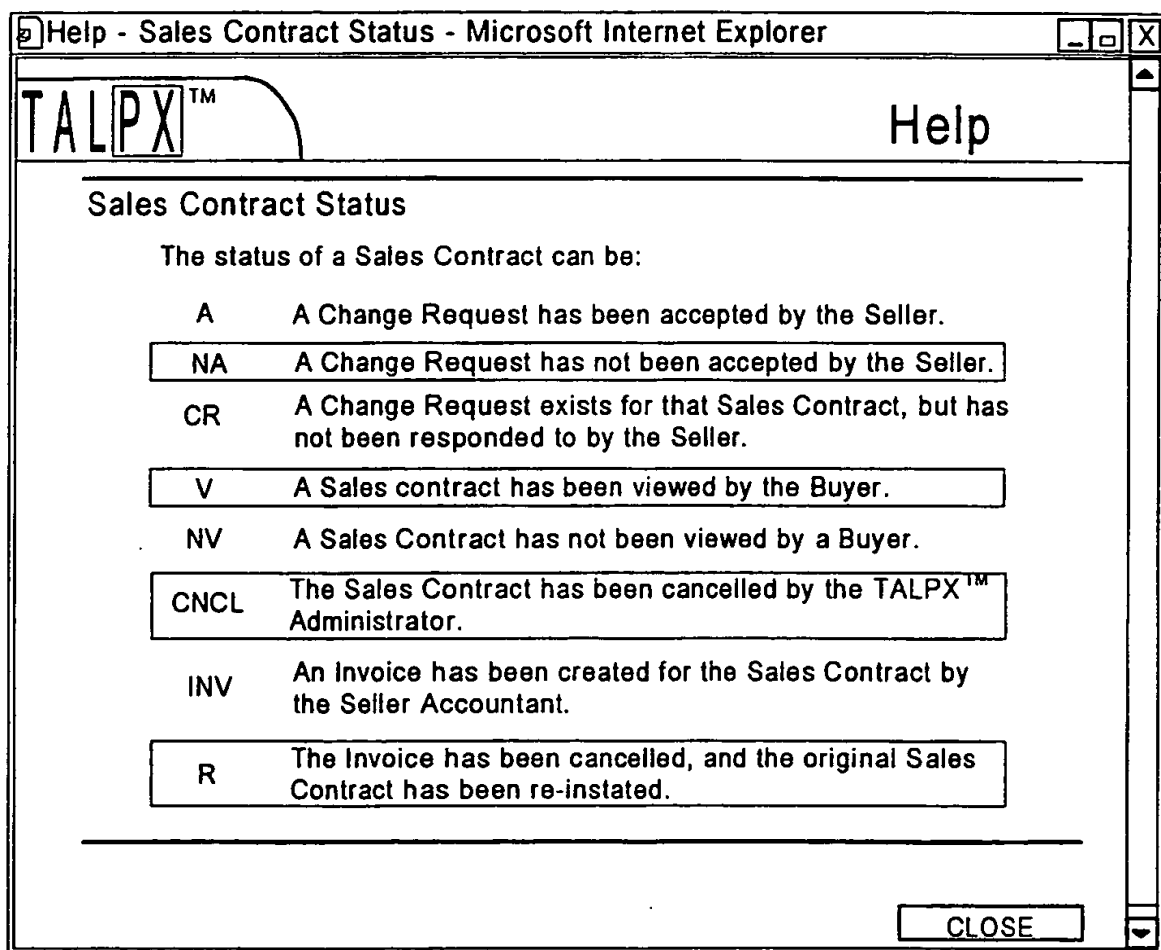 Help - Sales Contract Status - Microsoft Internet Explorer
TALPX™
Help
Sales Contract Status
The status of a Sales Contract can be:
A A Change Request has been accepted by the Seller.
NA A Change Request has not been accepted by the Seller.
CR A Change Request exists for that Sales Contract, but has
not been responded to by the Seller.
V A Sales contract has been viewed by the Buyer.
NV A Sales Contract has not been viewed by a Buyer.
CNCL The Sales Contract has been cancelled by the TALPX™
Administrator.
INV An Invoice has been created for the Sales Contract by
the Seller Accountant.
R The Invoice has been cancelled, and the original Sales
Contract has been re-instated.
CLOSE